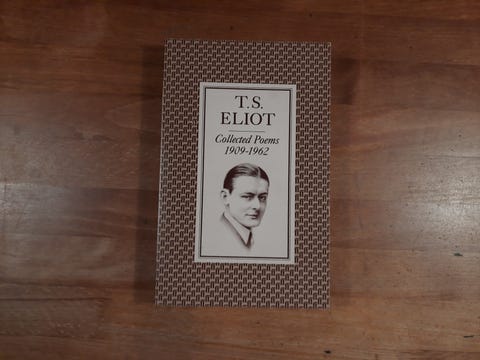 T.S.
ELIOT
Collected Poems
1909-1962